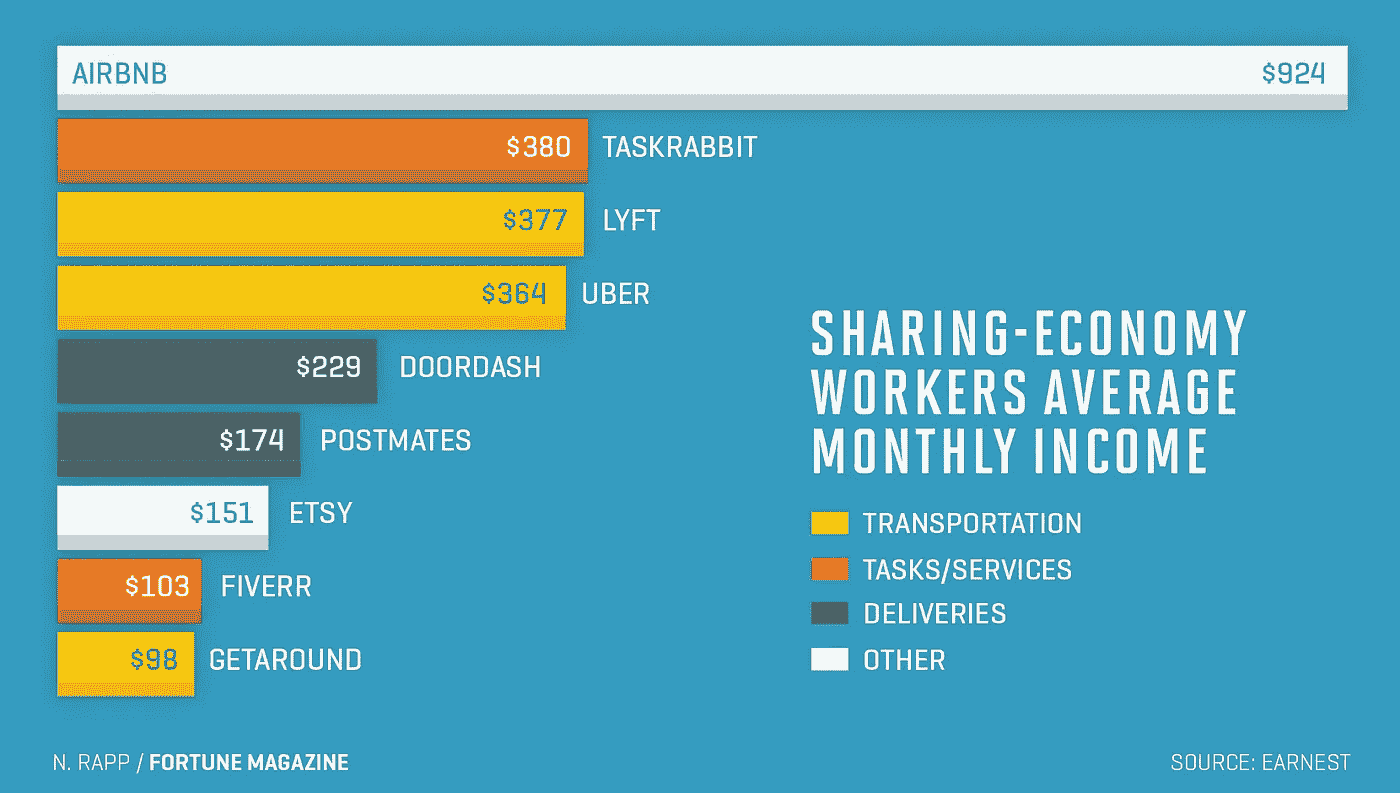 AIRBNB $924
$380 TASKRABBIT
$377 LYFT
$364 UBER
$229 DOORDASH
$174 POSTMATES
$151 ETSY
$103 FIVERR
$98 GETAROUND
SHARING-ECONOMY
WORKERS AVERAGE
MONTHLY INCOME
TRANSPORTATION
TASKS/SERVICES
DELIVERIES
OTHER
N. RAPP / FORTUNE MAGAZINE
SOURCE: EARNEST